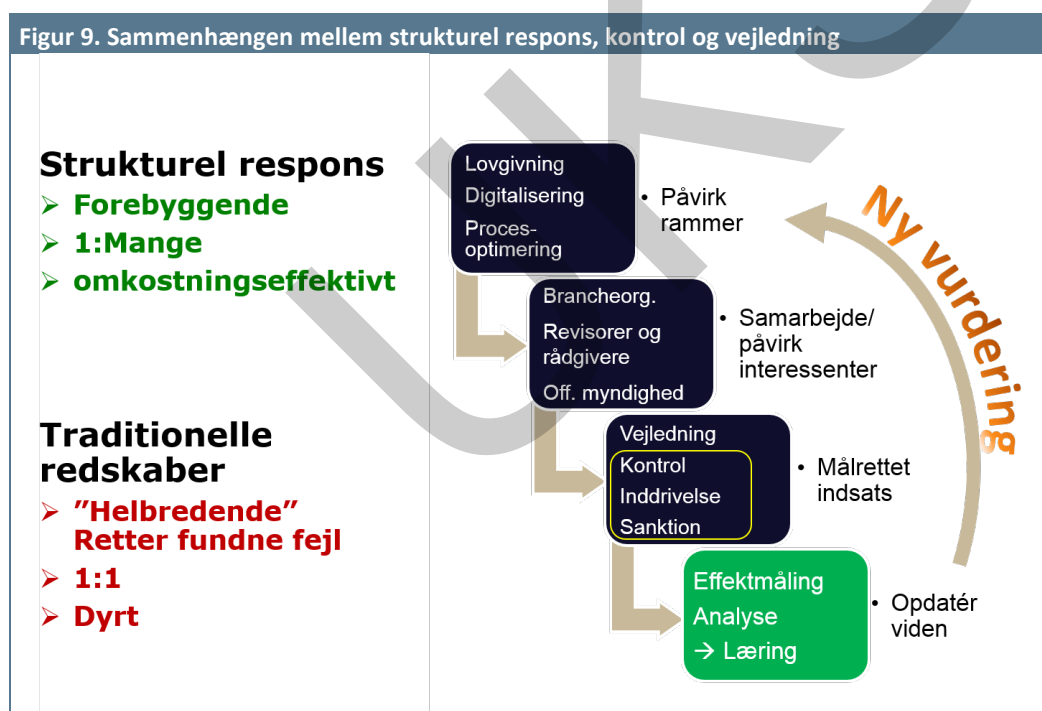 Figur 9. Sammenhængen mellem strukturel respons, kontrol og vejledning
Strukturel respons
➢ Forebyggende
➢ 1:Mange
➢ omkostningseffektivt
Traditionelle
redskaber
➢ ”Helbredende”
Retter fundne fejl
➢ 1:1
➢ Dyrt
Lovgivning
Digitalisering
Proces-
optimering
• Påvirk
rammer
Brancheorg.
Revisorer og
rådgivere
Off. myndighed
• Samarbejde/
påvirk
interessenter
Vejledning
Kontrol
Inddrivelse
Sanktion
• Målrettet
indsats
Effektmåling
Analyse
→ Læring
• Opdatér
viden
Ny vurdering